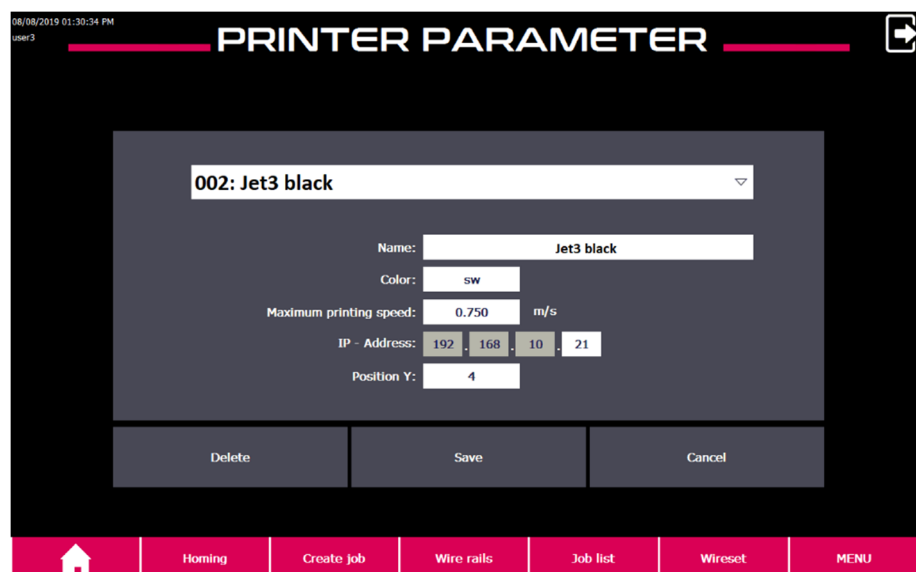 08/08/2019 01:30:34 PM
user3
PRINTER PARAMETER
002: Jet3 black
Name: Jet3 black
Color: sw
Maximum printing speed: 0.750 m/s
IP - Address: 192 . 168 . 10 . 21
Position Y: 4
Delete Save Cancel
Homing Create job Wire rails Job list Wireset MENU